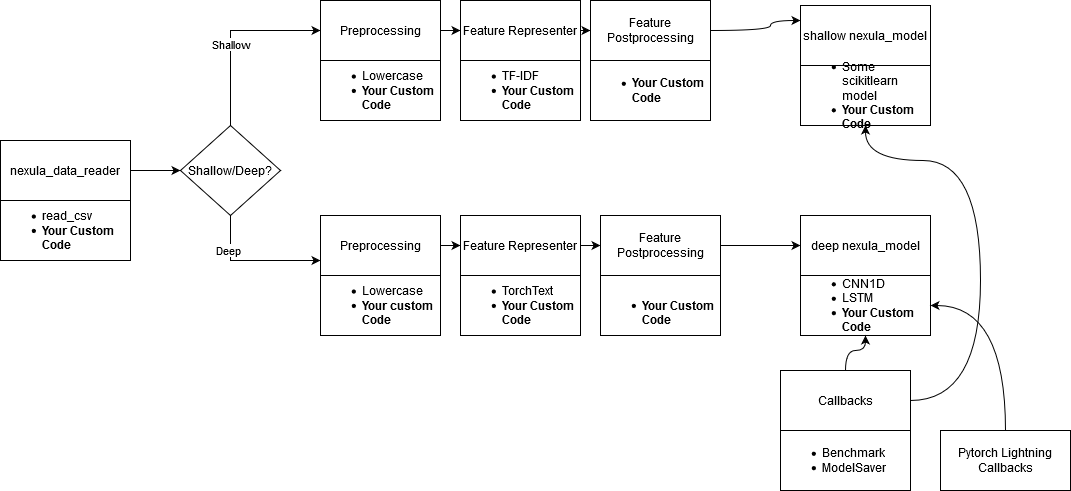 Preprocessing
Feature Representer
Feature
Postprocessing
shallow nexula_model
Shallow
• Lowercase
• Your Custom
Code
• TF-IDF
• Your Custom
Code
• Your Custom
Code
• Some
scikitlearn
model
• Your Custom
Code
nexula_data_reader
Shallow/Deep?
• read_csv
• Your Custom
Code
Deep
Preprocessing
Feature Representer
Feature
Postprocessing
deep nexula_model
• Lowercase
• Your custom
Code
• TorchText
• Your Custom
Code
• Your Custom
Code
• CNN1D
• LSTM
• Your Custom
Code
Callbacks
• Benchmark
• ModelSaver
Pytorch Lightning
Callbacks